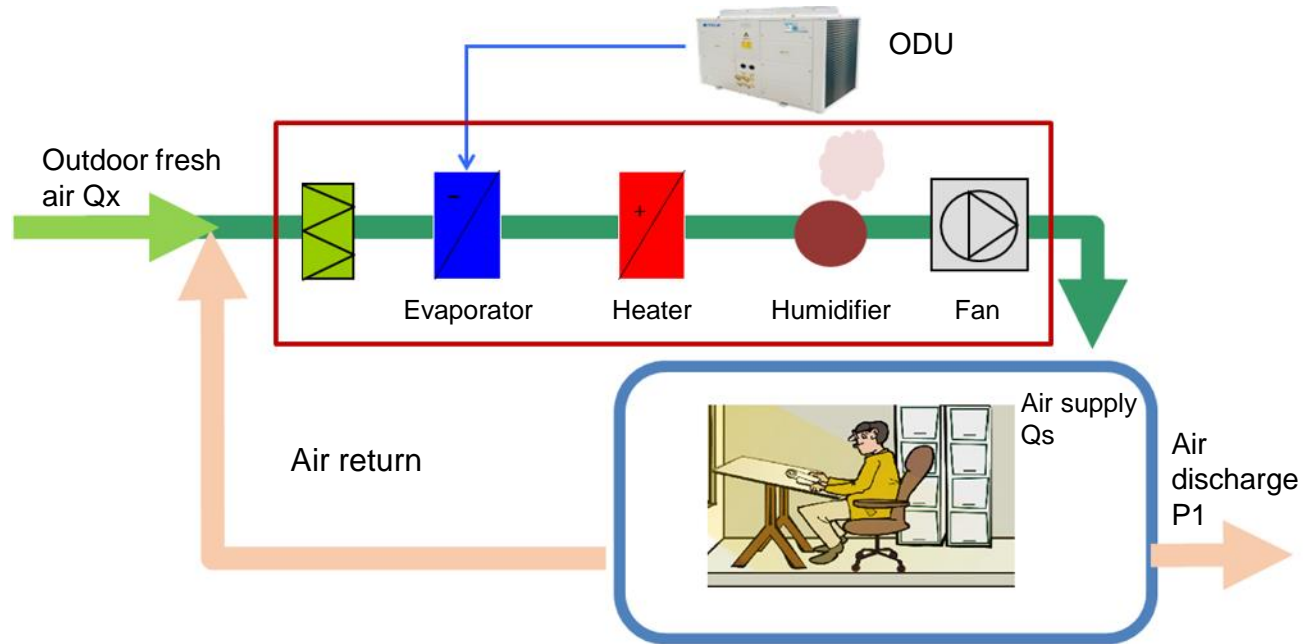 ODU
Outdoor fresh
air Qx
−
+
Evaporator
Heater
Humidifier
Fan
Air supply
Qs
Air return
Air
discharge
P1